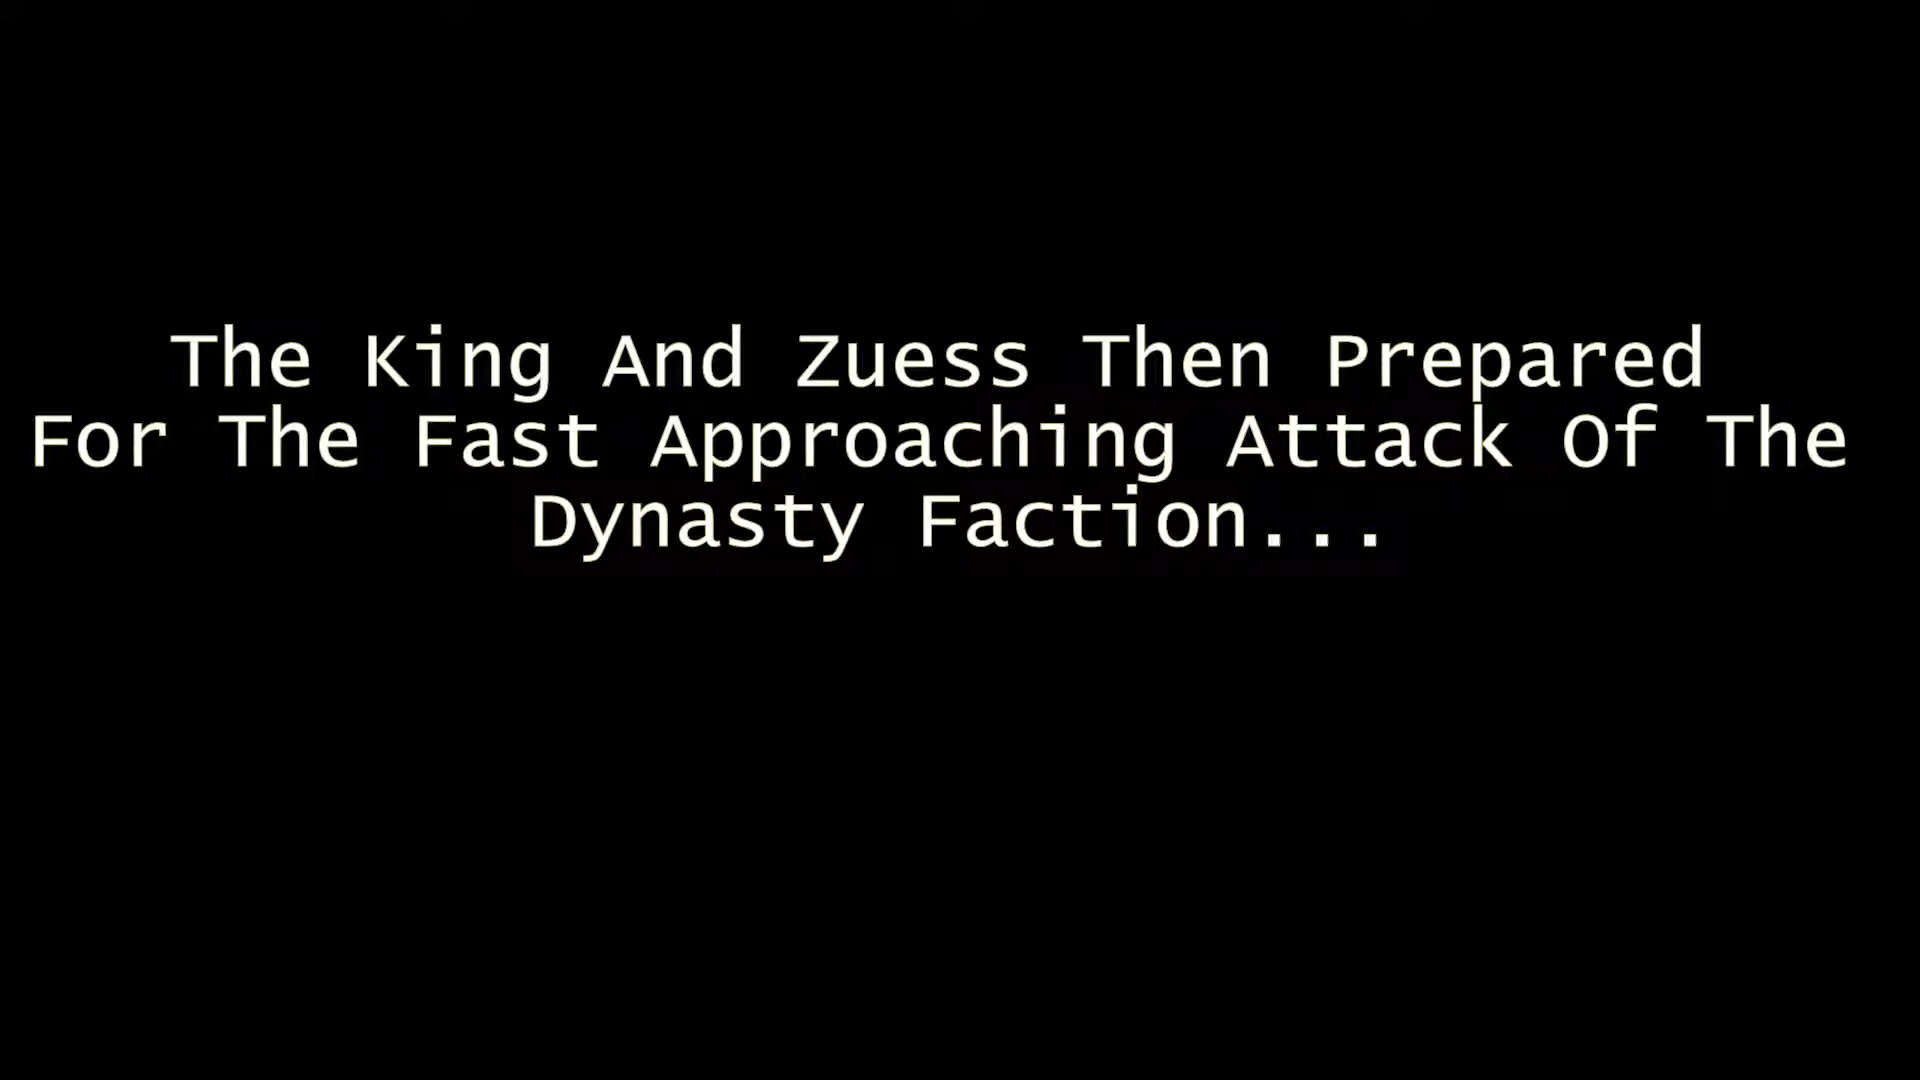 The King And Zuess Then Prepared
For The Fast Approaching Attack Of The
Dynasty Faction...